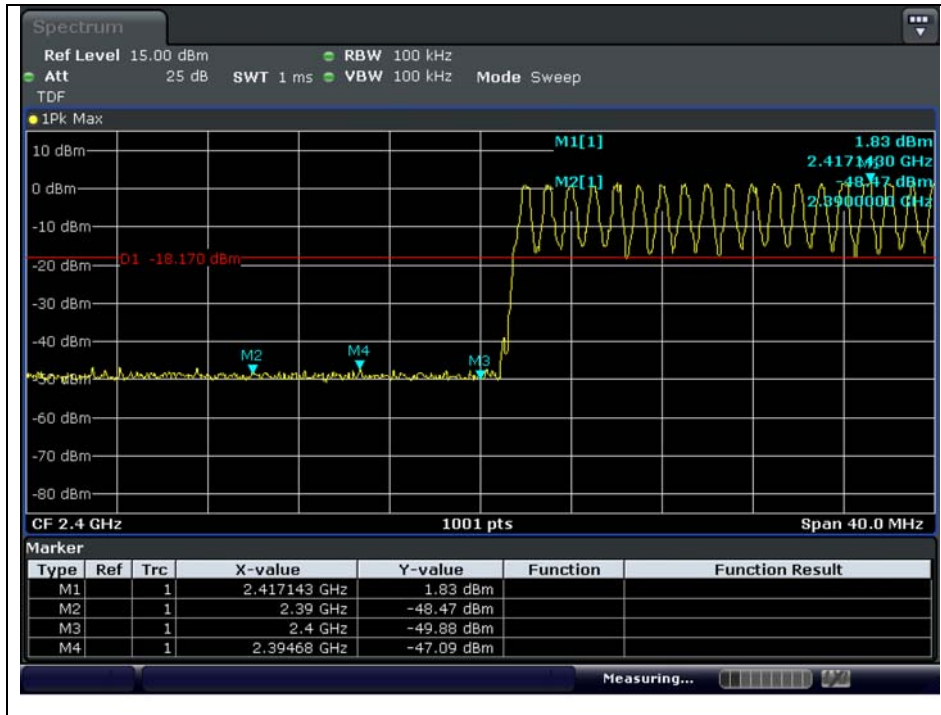 Spectrum
Ref Level 15.00 dBm RBW 100 kHz
Att 25 dB SWT 1 ms VBW 100 kHz Mode Sweep
TDF
1Pk Max
M1[1] 1.83 dBm
2.4171430 GHz
M2[1] -48.47 dBm
2.3900000 GHz
10 dBm
0 dBm
-10 dBm
D1 -18.170 dBm
-20 dBm
-30 dBm
-40 dBm
M2 M4 M3
-50 dBm
-60 dBm
-70 dBm
-80 dBm
CF 2.4 GHz 1001 pts Span 40.0 MHz
Marker
Type Ref Trc X-value Y-value Function Function Result
M1 1 2.417143 GHz 1.83 dBm
M2 1 2.39 GHz -48.47 dBm
M3 1 2.4 GHz -49.88 dBm
M4 1 2.39468 GHz -47.09 dBm
Measuring...